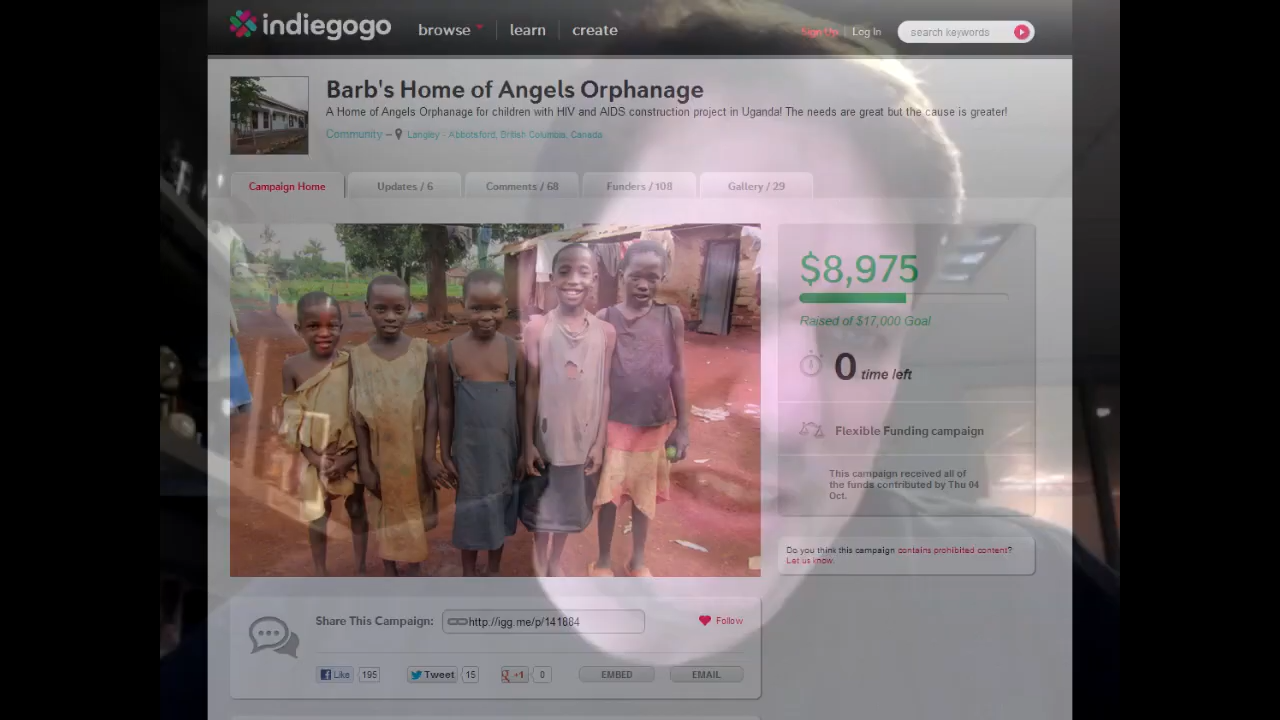 indiegogo
browse learn create
Sign Up | Log In
search keywords
Barb's Home of Angels Orphanage
A Home of Angels Orphanage for children with HIV and AIDS construction project in Uganda! The needs are great but the cause is greater!
Community – Langley - Abbotsford, British Columbia, Canada
Campaign Home
Updates / 6
Comments / 68
Funders / 108
Gallery / 29
$8,975
Raised of $17,000 Goal
0 time left
Flexible Funding campaign
This campaign received all of
the funds contributed by Thu 04
Oct.
Do you think this campaign contains prohibited content?
Let us know.
Share This Campaign:
http://igg.me/p/141884
Follow
Like 195
Tweet 15
g +1 0
EMBED
EMAIL